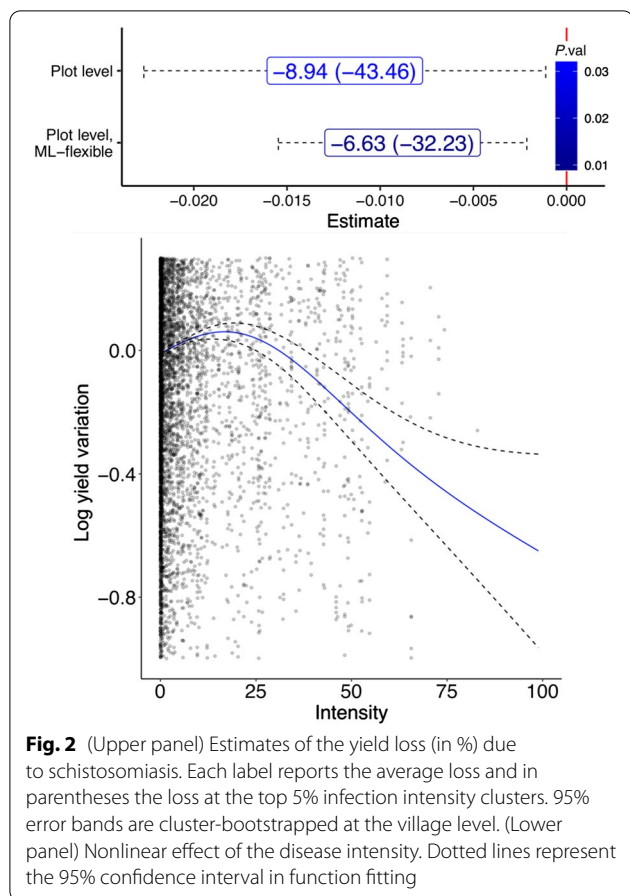 P.val
0.03
0.02
0.01
Plot level
−8.94 (−43.46)
Plot level,
ML−flexible
−6.63 (−32.23)
−0.020 −0.015 −0.010 −0.005 0.000
Estimate
Log yield variation
0.0
−0.4
−0.8
0 25 50 75 100
Intensity
Fig. 2 (Upper panel) Estimates of the yield loss (in %) due
to schistosomiasis. Each label reports the average loss and in
parentheses the loss at the top 5% infection intensity clusters. 95%
error bands are cluster-bootstrapped at the village level. (Lower
panel) Nonlinear effect of the disease intensity. Dotted lines represent
the 95% confidence interval in function fitting